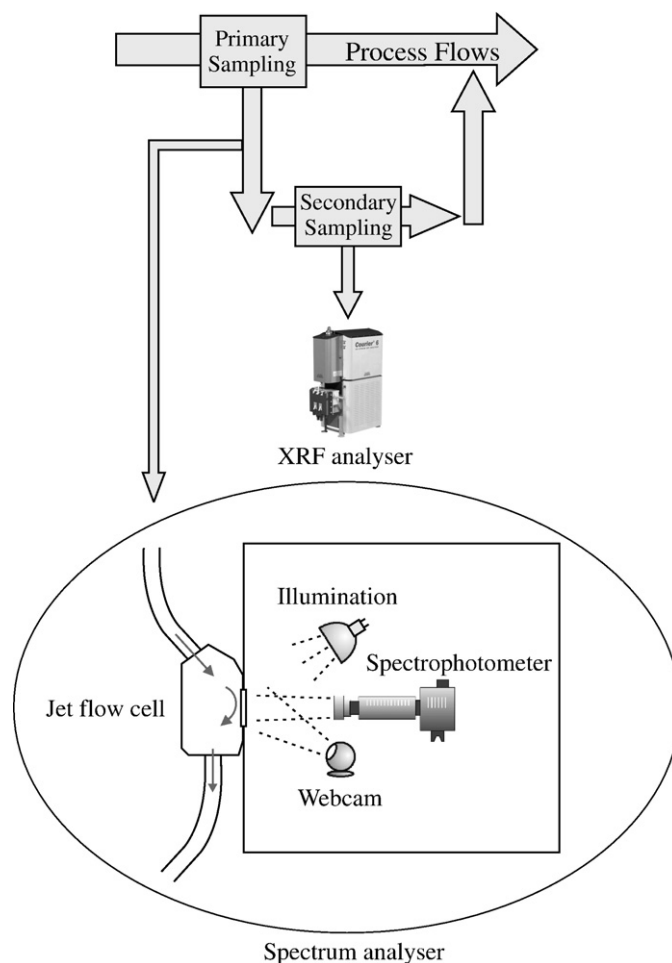 Primary
Sampling
Process Flows
Secondary
Sampling
XRF analyser
Illumination
Spectrophotometer
Jet flow cell
Webcam
Spectrum analyser